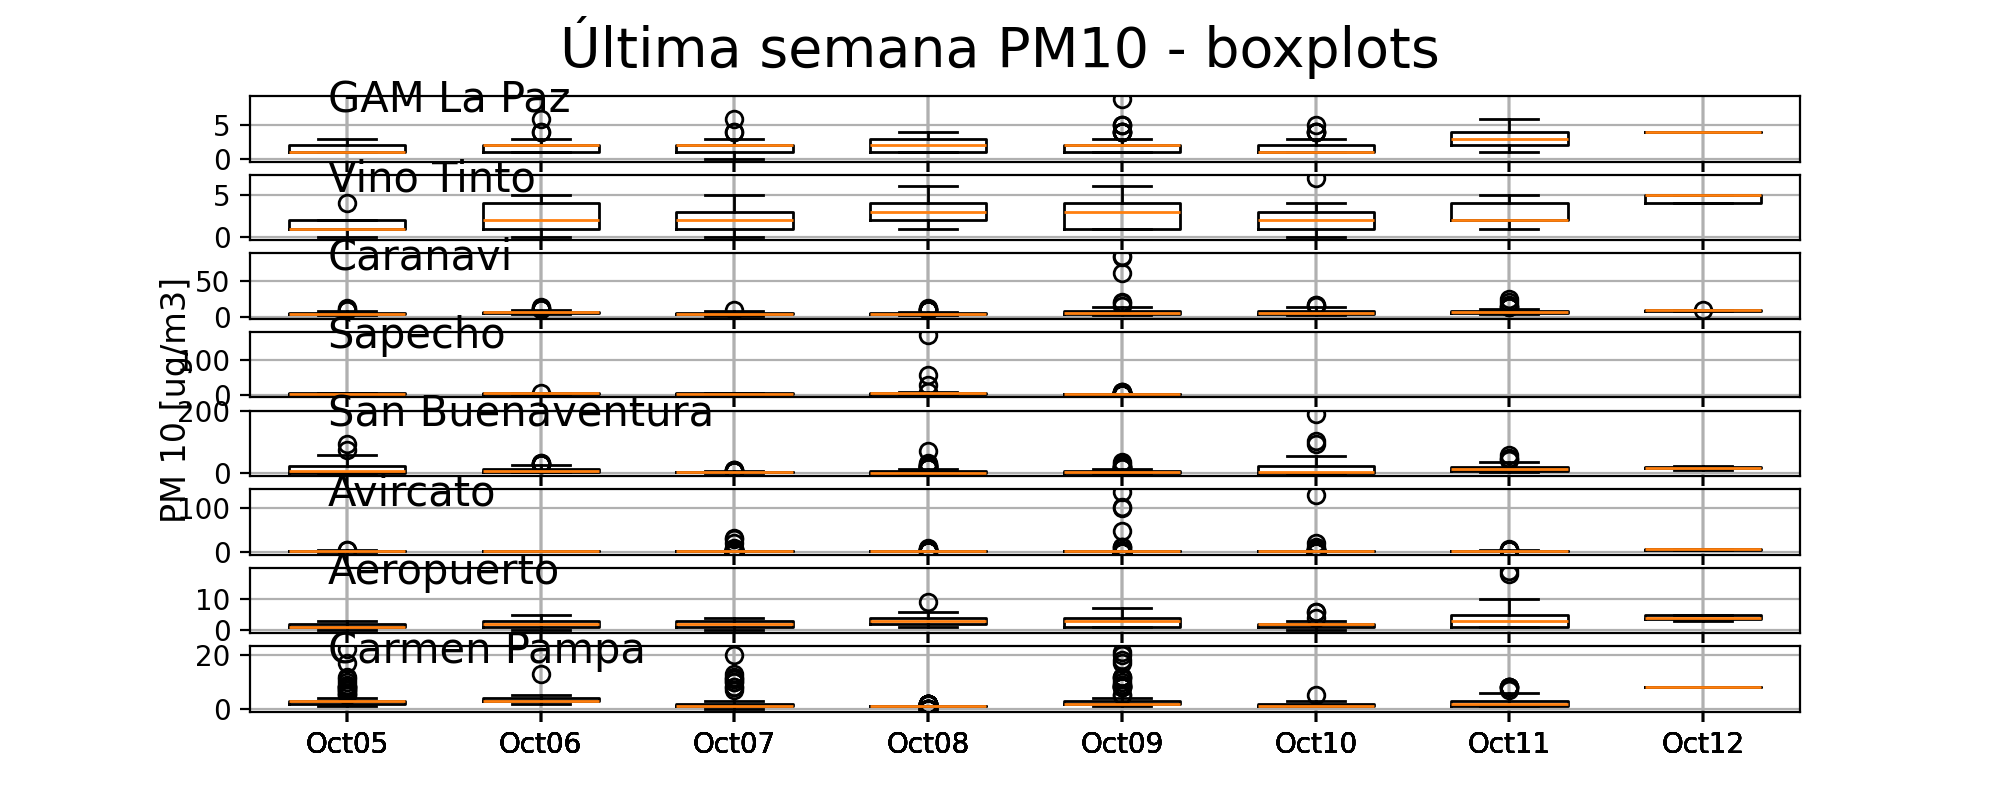 Última semana PM10 - boxplots
GAM La Paz
5
0
Vino Tinto
5
0
Caranavi
50
0
Sapecho
100
0
San Buenaventura
200
0
Avircato
100
0
Aeropuerto
10
0
Carmen Pampa
20
0
PM 10 [ug/m3]
Oct05 Oct06 Oct07 Oct08 Oct09 Oct10 Oct11 Oct12